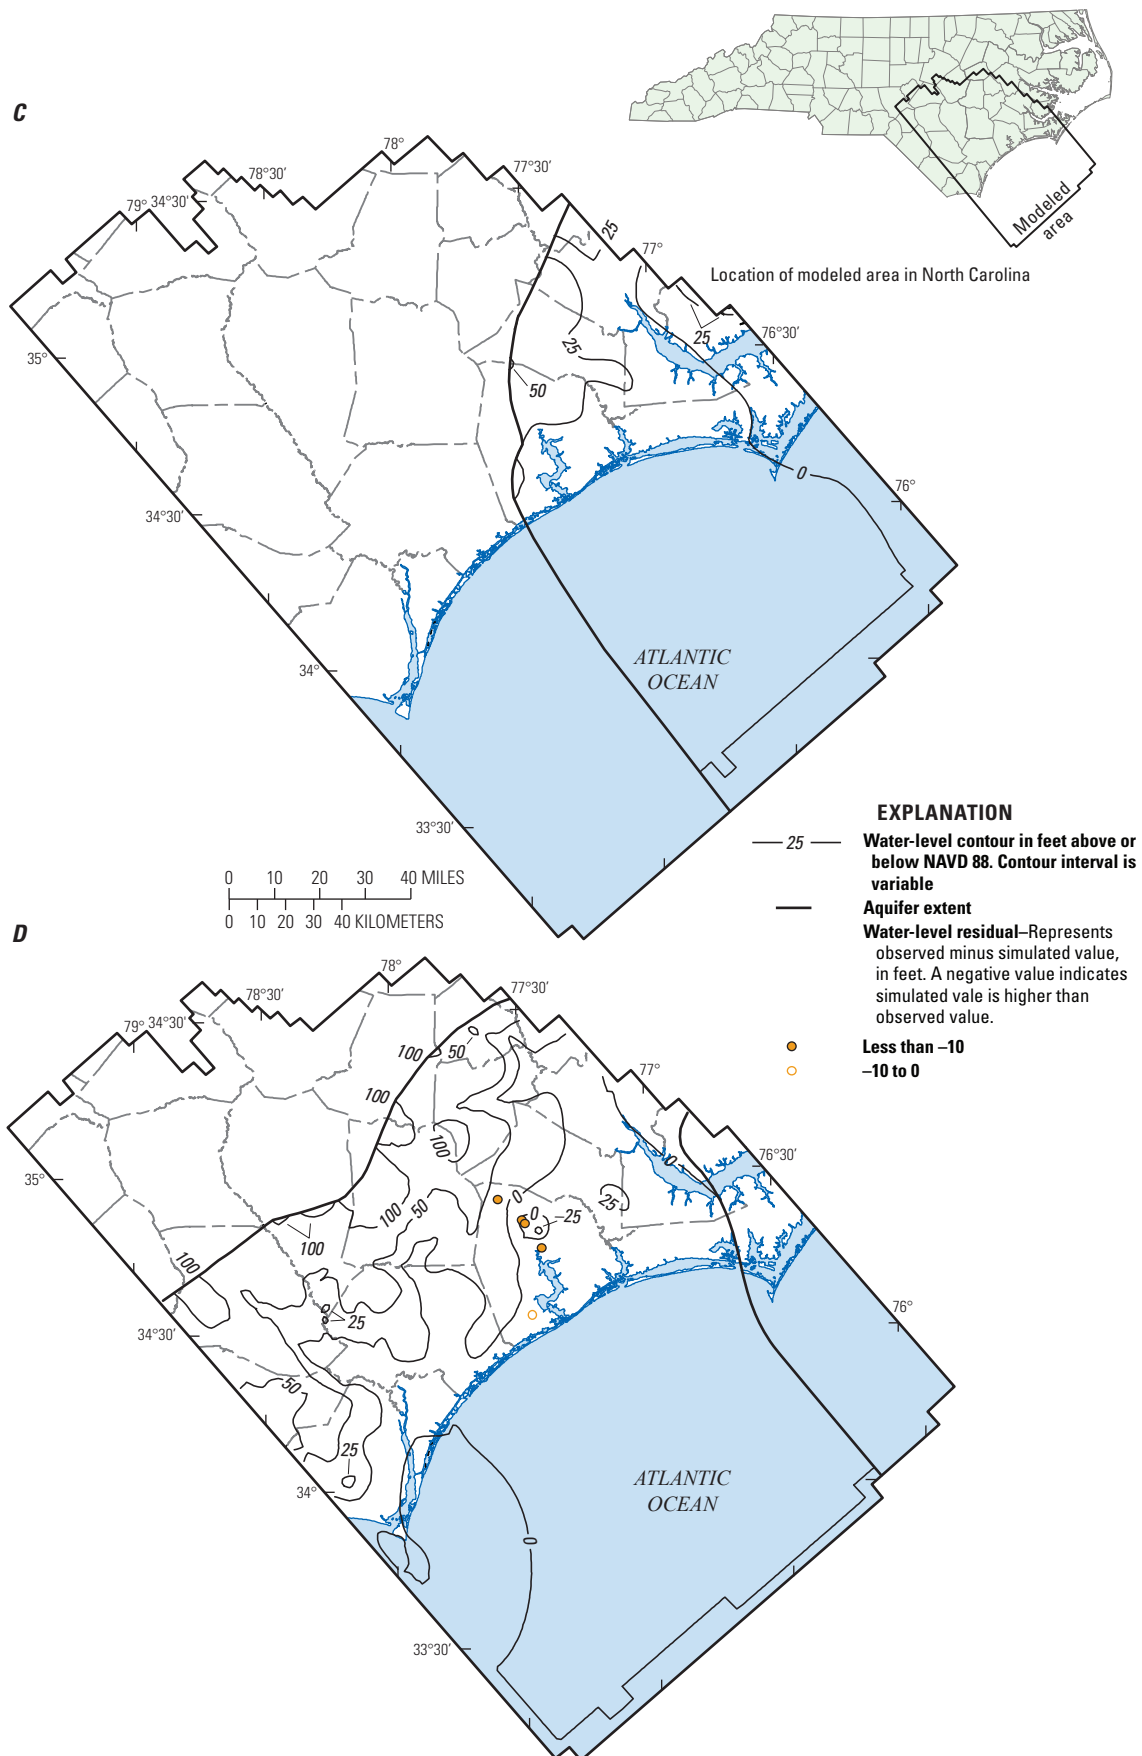 C
Modeled
area
Location of modeled area in North Carolina
78°
77°30′
78°30′
79°
34°30′
25
77°
25
76°30′
35°
25
50
0
76°
34°30′
ATLANTIC
OCEAN
34°
33°30′
0 10 20 30 40 MILES
0 10 20 30 40 KILOMETERS
EXPLANATION
25
Water-level contour in feet above or
below NAVD 88. Contour interval is
variable
Aquifer extent
Water-level residual–Represents
observed minus simulated value,
in feet. A negative value indicates
simulated vale is higher than
observed value.
Less than –10
–10 to 0
D
78°
77°30′
78°30′
79°
34°30′
100
50
77°
100
100
0
76°30′
35°
100
50
0
0
–25
25
100
100
76°
34°30′
25
50
25
34°
ATLANTIC
OCEAN
0
33°30′